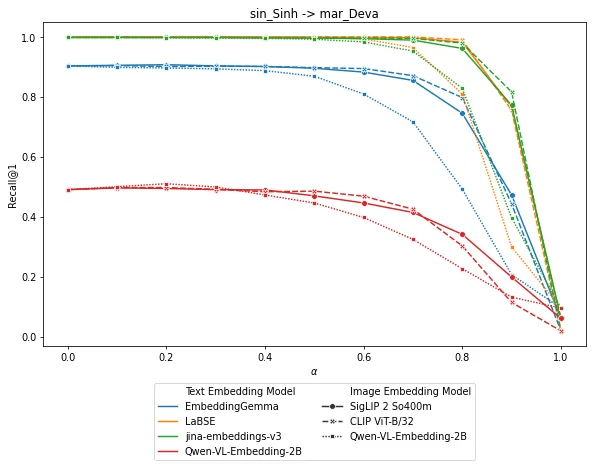 sin_Sinh -> mar_Deva
Recall@1
1.0
0.8
0.6
0.4
0.2
0.0
0.0 0.2 0.4 0.6 0.8 1.0
α
Text Embedding Model
EmbeddingGemma
LaBSE
jina-embeddings-v3
Qwen-VL-Embedding-2B
Image Embedding Model
SigLIP 2 So400m
CLIP ViT-B/32
Qwen-VL-Embedding-2B